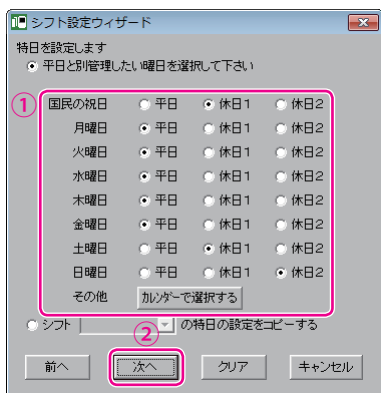 シフト設定ウィザード
特日を設定します
平日と別管理したい曜日を選択して下さい
① 国民の祝日 平日 休日1 休日2
月曜日 平日 休日1 休日2
火曜日 平日 休日1 休日2
水曜日 平日 休日1 休日2
木曜日 平日 休日1 休日2
金曜日 平日 休日1 休日2
土曜日 平日 休日1 休日2
日曜日 平日 休日1 休日2
その他 カレンダーで選択する
シフト の特日の設定をコピーする
②
前へ 次へ クリア キャンセル